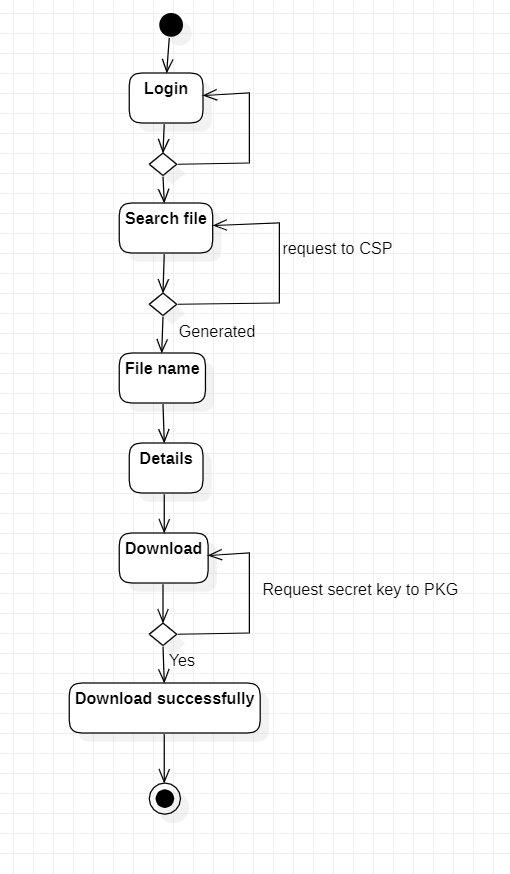 Login
Search file
request to CSP
Generated
File name
Details
Download
Request secret key to PKG
Yes
Download successfully